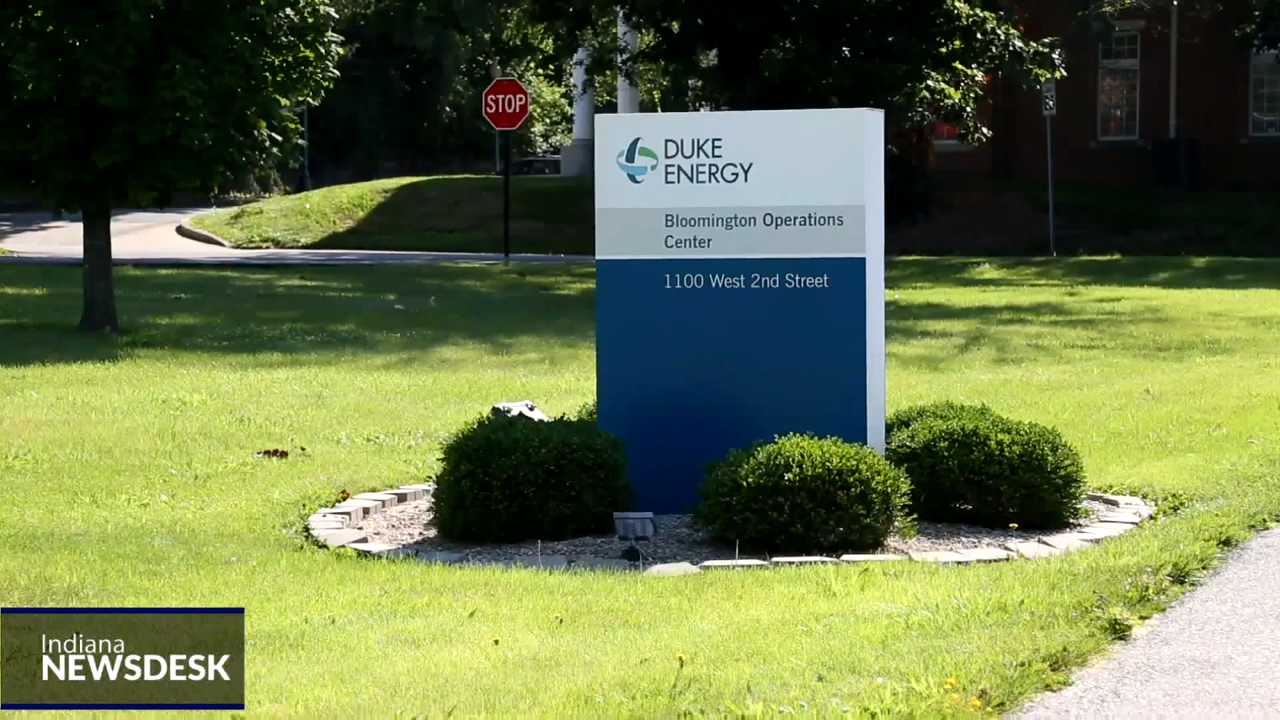 STOP
DUKE
ENERGY
Bloomington Operations
Center
1100 West 2nd Street
Indiana
NEWSDESK